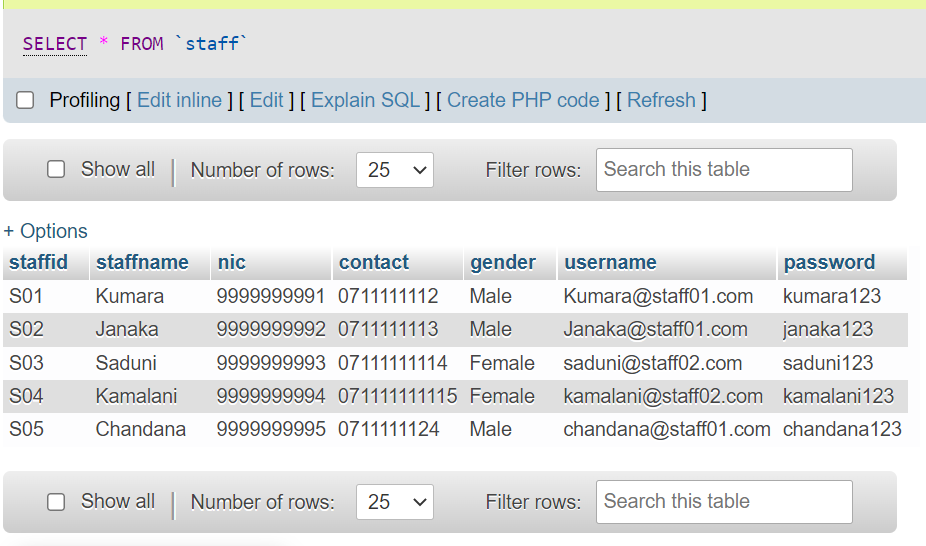 SELECT * FROM `staff`
Profiling [ Edit inline ] [ Edit ] [ Explain SQL ] [ Create PHP code ] [ Refresh ]
Show all Number of rows: 25 Filter rows: Search this table
+ Options
staffid staffname nic contact gender username password
S01 Kumara 9999999991 0711111112 Male Kumara@staff01.com kumara123
S02 Janaka 9999999992 0711111113 Male Janaka@staff01.com janaka123
S03 Saduni 9999999993 07111111114 Female saduni@staff02.com saduni123
S04 Kamalani 9999999994 071111111115 Female kamalani@staff02.com kamalani123
S05 Chandana 9999999995 0711111124 Male chandana@staff01.com chandana123
Show all Number of rows: 25 Filter rows: Search this table